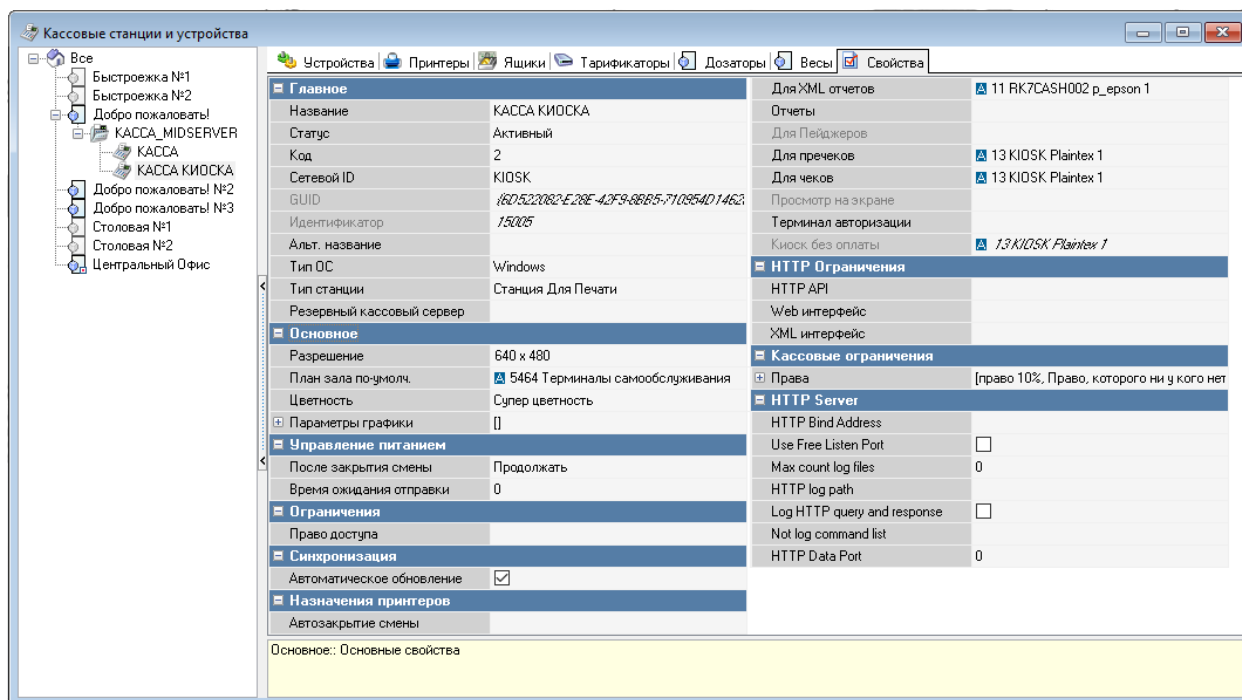 Кассовые станции и устройства
Все
Быстроежка №1
Быстроежка №2
Добро пожаловать!
КАССА_MIDSERVER
КАССА
КАССА КИОСКА
Добро пожаловать! №2
Добро пожаловать! №3
Столовая №1
Столовая №2
Центральный Офис
Устройства Принтеры Ящики Тарификаторы Дозаторы Весы Свойства
Главное
Название КАССА КИОСКА
Статус Активный
Код 2
Сетевой ID KIOSK
GUID
Идентификатор 15005
Альт. название
Тип ОС Windows
Тип станции Станция Для Печати
Резервный кассовый сервер
Основное
Разрешение 640 x 480
План зала по-умолч. 5464 Терминалы самообслуживания
Цветность Супер цветность
Параметры графики []
Управление питанием
После закрытия смены Продолжать
Время ожидания отправки 0
Ограничения
Право доступа
Синхронизация
Автоматическое обновление
Назначения принтеров
Автозакрытие смены
Для XML отчетов 11 RK7CASH002 p_epson 1
Отчеты
Для Пейджеров
Для пречеков 13 KIOSK Plaintex 1
Для чеков 13 KIOSK Plaintex 1
Просмотр на экране
Терминал авторизации
Киоск без оплаты 13 KIOSK Plaintex 1
HTTP Ограничения
HTTP API
Web интерфейс
XML интерфейс
Кассовые ограничения
Права [право 10%, Право, которого ни у кого нет
HTTP Server
HTTP Bind Address
Use Free Listen Port
Max count log files 0
HTTP log path
Log HTTP query and response
Not log command list
HTTP Data Port 0
Основное:: Основные свойства